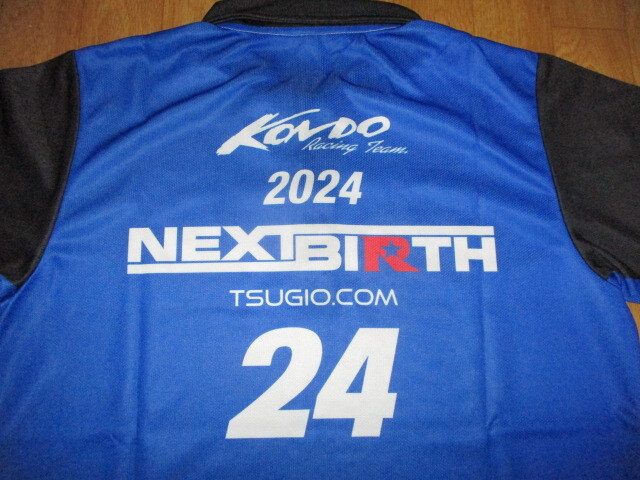 KONDO
Racing Team.
2024
NEXTBIRTH
TSUGIO.COM
24